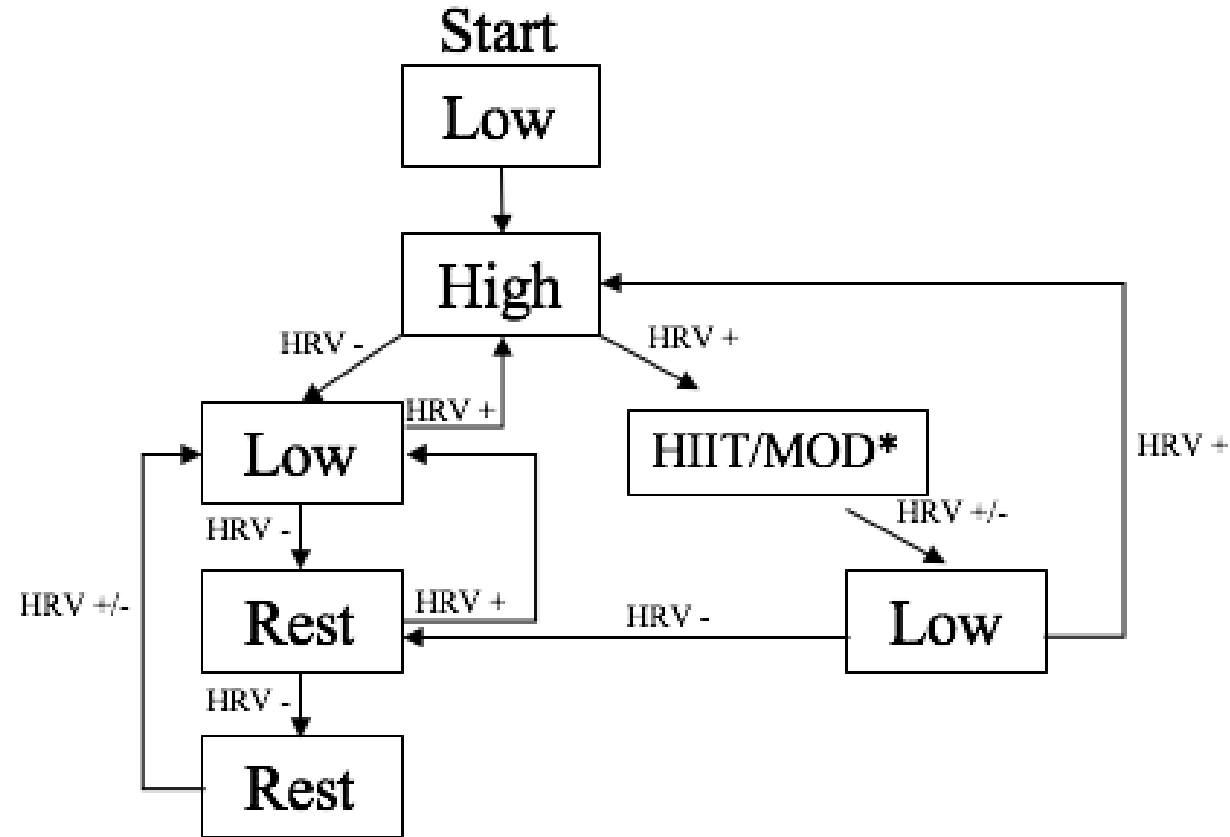 Start
Low
High
HRV -
HRV +
Low
HRV +
HIIT/MOD*
HRV +
HRV -
HRV +/-
HRV +/-
Rest
HRV +
HRV -
Low
HRV -
Rest